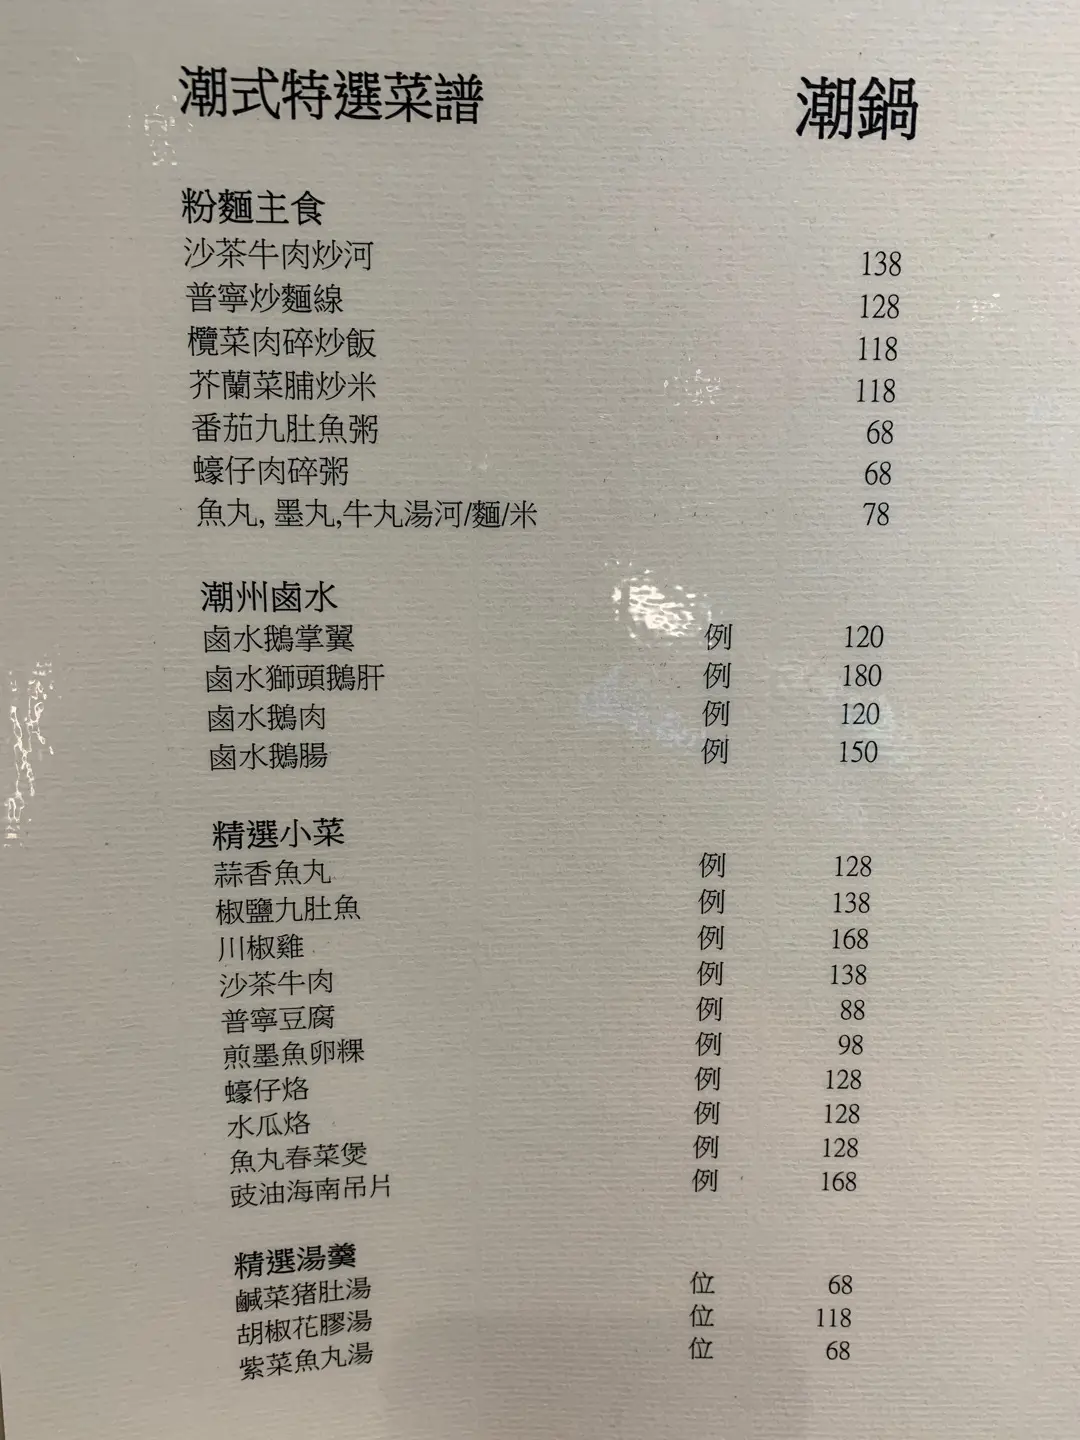 潮式特選菜譜 潮鍋
粉麵主食
沙茶牛肉炒河 138
普寧炒麵線 128
欖菜肉碎炒飯 118
芥蘭菜脯炒米 118
番茄九肚魚粥 68
蠔仔肉碎粥 68
魚丸, 墨丸,牛丸湯河/麵/米 78
潮州鹵水
鹵水鵝掌翼 例 120
鹵水獅頭鵝肝 例 180
鹵水鵝肉 例 120
鹵水鵝腸 例 150
精選小菜
蒜香魚丸 例 128
椒鹽九肚魚 例 138
川椒雞 例 168
沙茶牛肉 例 138
普寧豆腐 例 88
煎墨魚卵粿 例 98
蠔仔烙 例 128
水瓜烙 例 128
魚丸春菜煲 例 128
豉油海南吊片 例 168
精選湯羹
鹹菜猪肚湯 位 68
胡椒花膠湯 位 118
紫菜魚丸湯 位 68